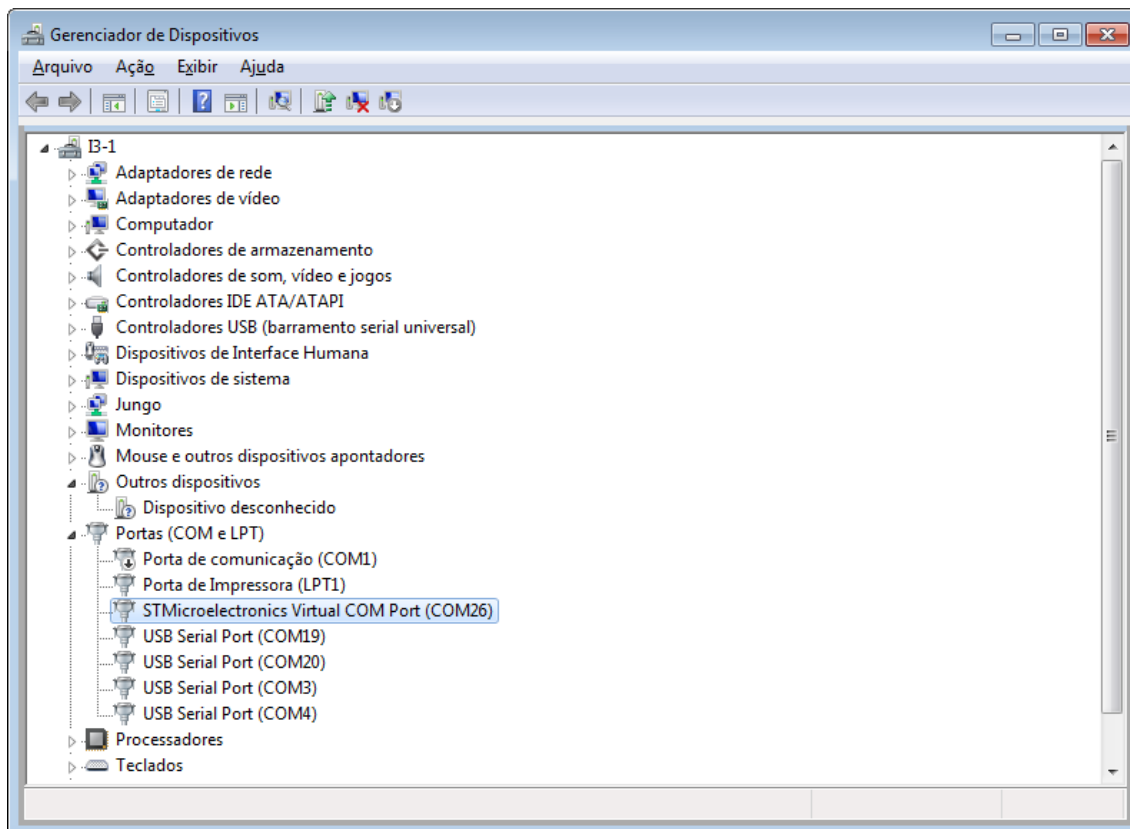 Gerenciador de Dispositivos
Arquivo Ação Exibir Ajuda
I3-1
Adaptadores de rede
Adaptadores de vídeo
Computador
Controladores de armazenamento
Controladores de som, vídeo e jogos
Controladores IDE ATA/ATAPI
Controladores USB (barramento serial universal)
Dispositivos de Interface Humana
Dispositivos de sistema
Jungo
Monitores
Mouse e outros dispositivos apontadores
Outros dispositivos
Dispositivo desconhecido
Portas (COM e LPT)
Porta de comunicação (COM1)
Porta de Impressora (LPT1)
STMicroelectronics Virtual COM Port (COM26)
USB Serial Port (COM19)
USB Serial Port (COM20)
USB Serial Port (COM3)
USB Serial Port (COM4)
Processadores
Teclados